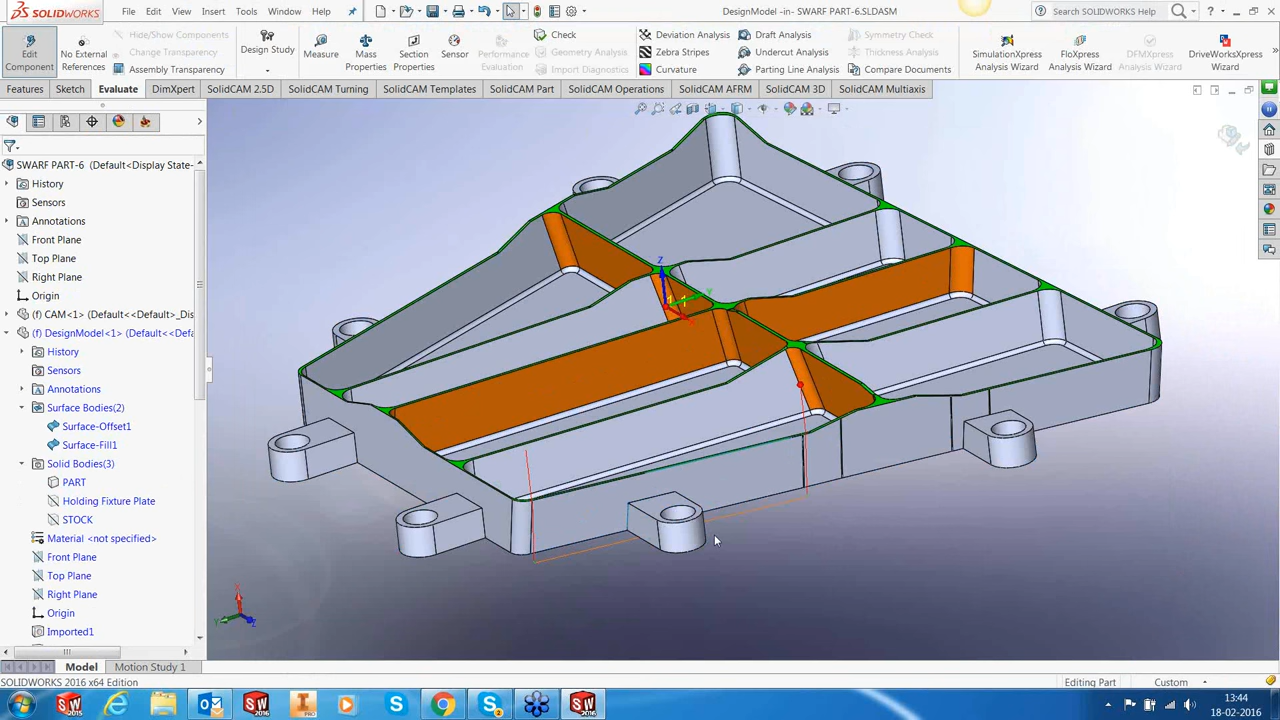 SOLIDWORKS
File Edit View Insert Tools Window Help
DesignModel -in- SWARF PART-6.SLDASM
Search SOLIDWORKS Help
Edit Component
No External References
Hide/Show Components
Change Transparency
Assembly Transparency
Design Study
Measure
Mass Properties
Section Properties
Sensor
Performance Evaluation
Check
Geometry Analysis
Import Diagnostics
Deviation Analysis
Zebra Stripes
Curvature
Draft Analysis
Undercut Analysis
Parting Line Analysis
Symmetry Check
Thickness Analysis
Compare Documents
SimulationXpress Analysis Wizard
FloXpress Analysis Wizard
DFMXpress Analysis Wizard
DriveWorksXpress Wizard
Features Sketch Evaluate DimXpert SolidCAM 2.5D SolidCAM Turning SolidCAM Templates SolidCAM Part SolidCAM Operations SolidCAM AFRM SolidCAM 3D SolidCAM Multiaxis
SWARF PART-6 (Default<Display State-
History
Sensors
Annotations
Front Plane
Top Plane
Right Plane
Origin
(f) CAM<1> (Default<<Default>_Dis
(f) DesignModel<1> (Default<<Defa
History
Sensors
Annotations
Surface Bodies(2)
Surface-Offset1
Surface-Fill1
Solid Bodies(3)
PART
Holding Fixture Plate
STOCK
Material <not specified>
Front Plane
Top Plane
Right Plane
Origin
Imported1
Z
Y
X
Model Motion Study 1
SOLIDWORKS 2016 x64 Edition
Editing Part
Custom
13:44
18-02-2016